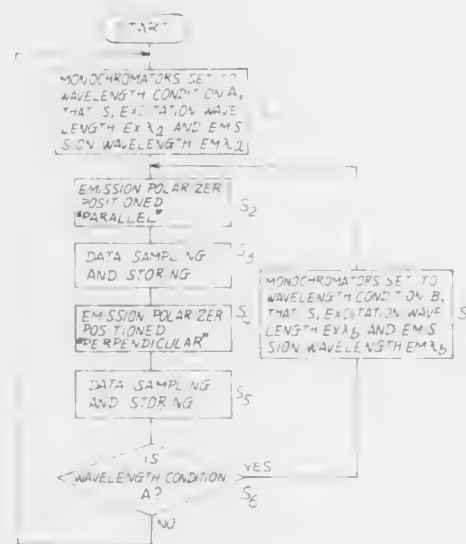 START
MONOCHROMATORS SET TO
WAVELENGTH CONDITION A,
THAT IS, EXCITATION WAVE
LENGTH EXλa AND EMIS
SION WAVELENGTH EMλa
EMISSION POLARIZER
POSITIONED
"PARALLEL"
S2
DATA SAMPLING
AND STORING
S3
EMISSION POLARIZER
POSITIONED
"PERPENDICULAR"
S
DATA SAMPLING
AND STORING
S5
MONOCHROMATORS SET TO
WAVELENGTH CONDITION B,
THAT IS, EXCITATION WAVE
LENGTH EXλb AND EMIS
SION WAVELENGTH EMλb
S
IS
WAVELENGTH CONDITION
A?
YES
S6
NO